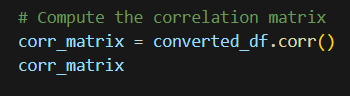 # Compute the correlation matrix
corr_matrix = converted_df.corr()
corr_matrix